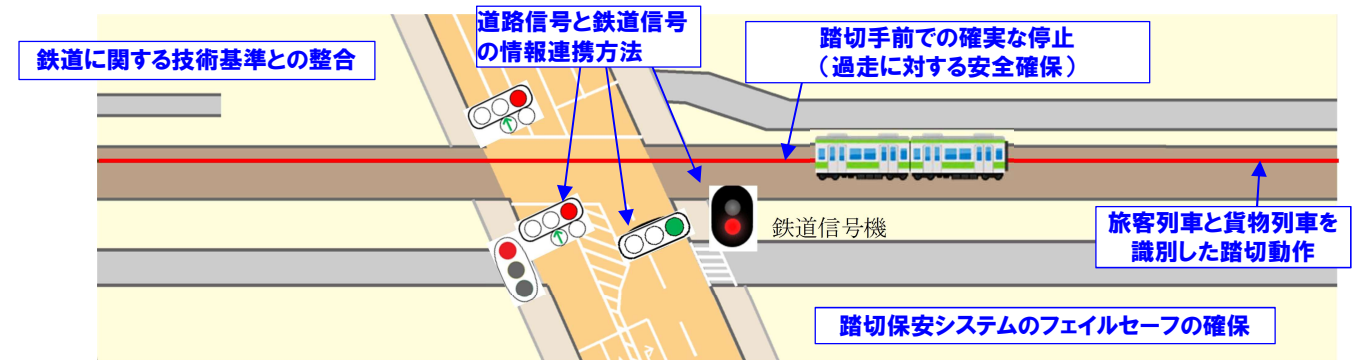 道路信号と鉄道信号
の情報連携方法
鉄道に関する技術基準との整合
踏切手前での確実な停止
（過走に対する安全確保）
鉄道信号機
旅客列車と貨物列車を
識別した踏切動作
踏切保安システムのフェイルセーフの確保